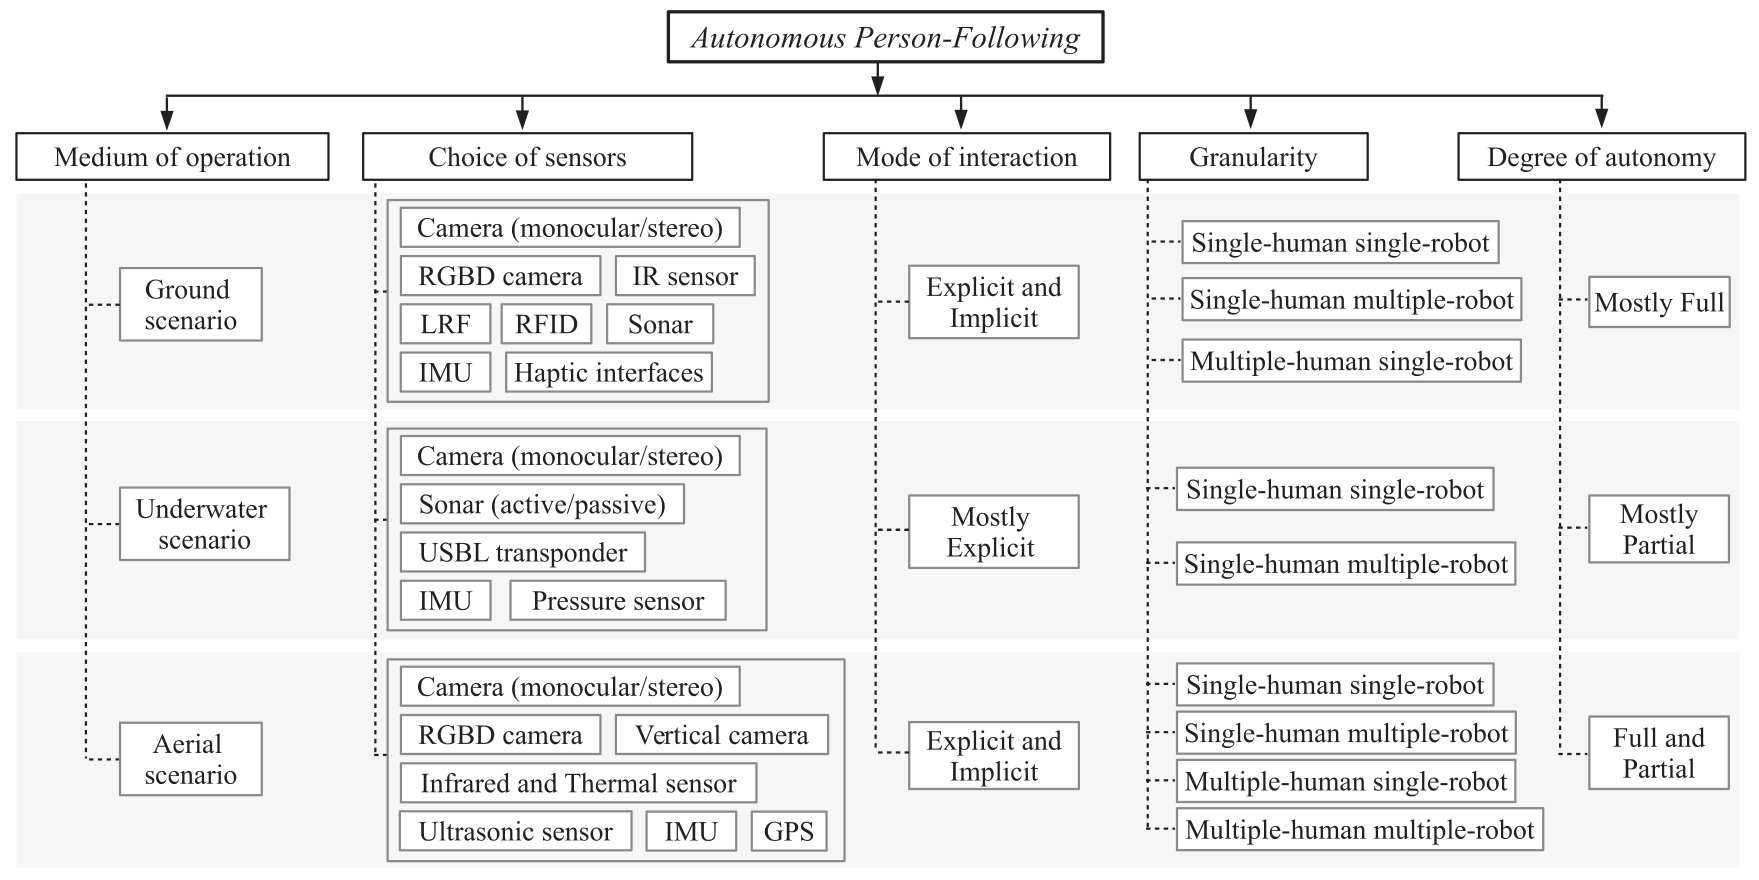 Autonomous Person-Following
Medium of operation
Choice of sensors
Mode of interaction
Granularity
Degree of autonomy
Ground
scenario
Camera (monocular/stereo)
RGBD camera
IR sensor
LRF
RFID
Sonar
IMU
Haptic interfaces
Explicit and
Implicit
Single-human single-robot
Single-human multiple-robot
Multiple-human single-robot
Mostly Full
Underwater
scenario
Camera (monocular/stereo)
Sonar (active/passive)
USBL transponder
IMU
Pressure sensor
Mostly
Explicit
Single-human single-robot
Single-human multiple-robot
Mostly
Partial
Aerial
scenario
Camera (monocular/stereo)
RGBD camera
Vertical camera
Infrared and Thermal sensor
Ultrasonic sensor
IMU
GPS
Explicit and
Implicit
Single-human single-robot
Single-human multiple-robot
Multiple-human single-robot
Multiple-human multiple-robot
Full and
Partial